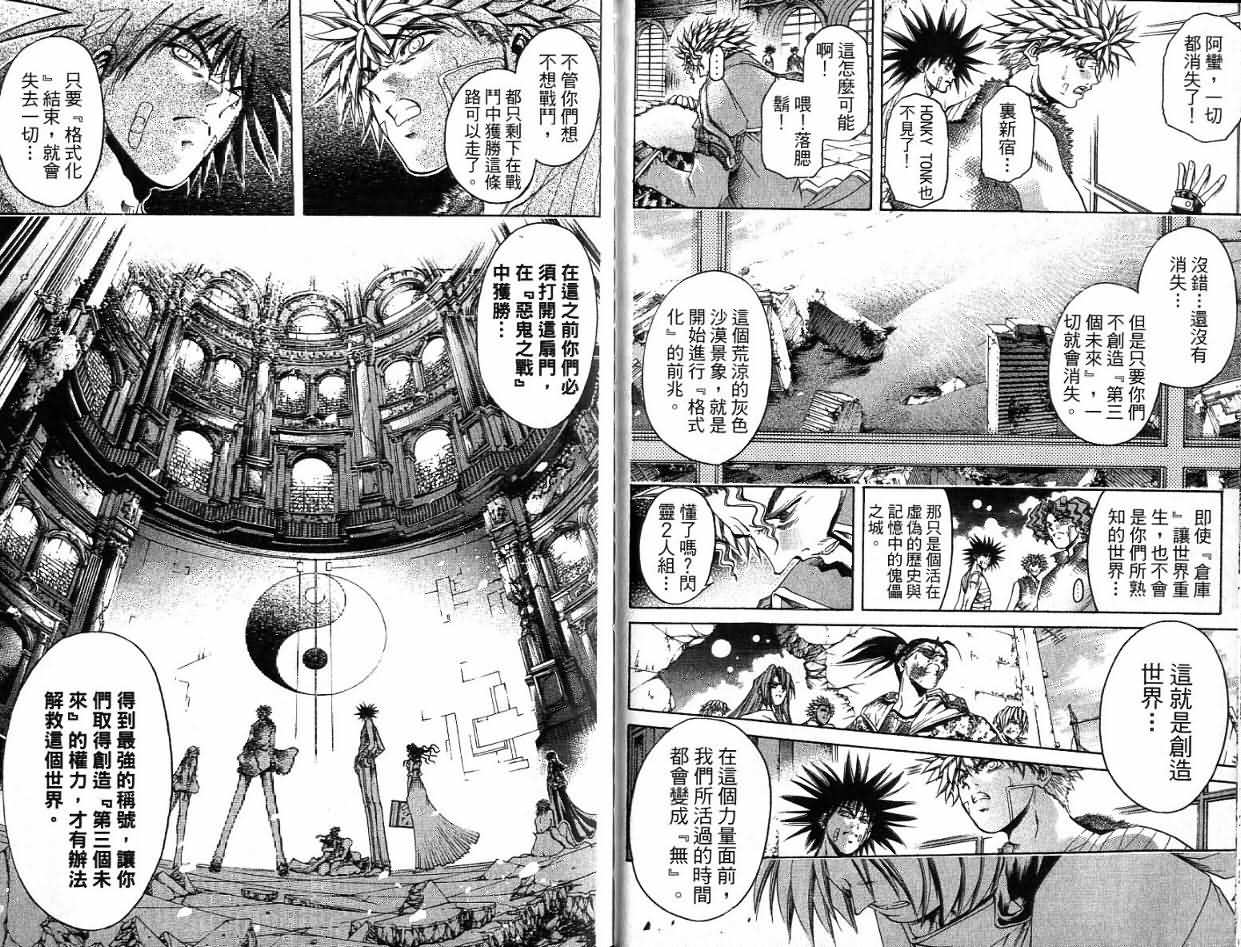 阿蠻，一切
都消失了！
裏新宿…
HONKY TONK也
不見了！
這怎麼可能
啊！
喂！落腮
鬍！
…
沒錯…還沒有
消失…
但是只要你們
不創造『第三
個未來』，一
切就會消失。
這個荒涼的灰色
沙漠景象，就是
開始進行『格式
化』的前兆。
即使『倉庫
』讓世界重
生，也不會
是你們所熟
知的世界…
那只是個活在
虛偽的歷史與
記憶中的傀儡
之城。
…
懂了嗎？閃
靈２人組…
這就是創造
世界…
在這個力量面前，
我們所活過的時間
都會變成『無』。
不管你們想
不想戰鬥，
都只剩下在戰
鬥中獲勝這條
路可以走了。
只要『格式化
』結束，就會
失去一切…
在這之前你們必
須打開這扇門，
在『惡鬼之戰』
中獲勝…
得到最強的稱號，讓你
們取得創造『第三個未
來』的權力，才有辦法
解救這個世界。